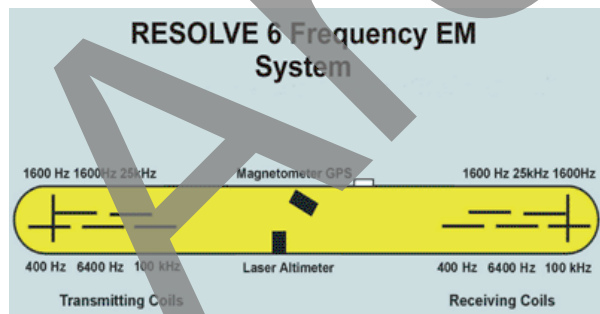 RESOLVE 6 Frequency EM
System
1600 Hz 1600Hz 25kHz Magnetometer GPS 1600 Hz 25kHz 1600Hz
400 Hz 6400 Hz 100 kHz Laser Altimeter 400 Hz 6400 Hz 100 kHz
Transmitting Coils Receiving Coils